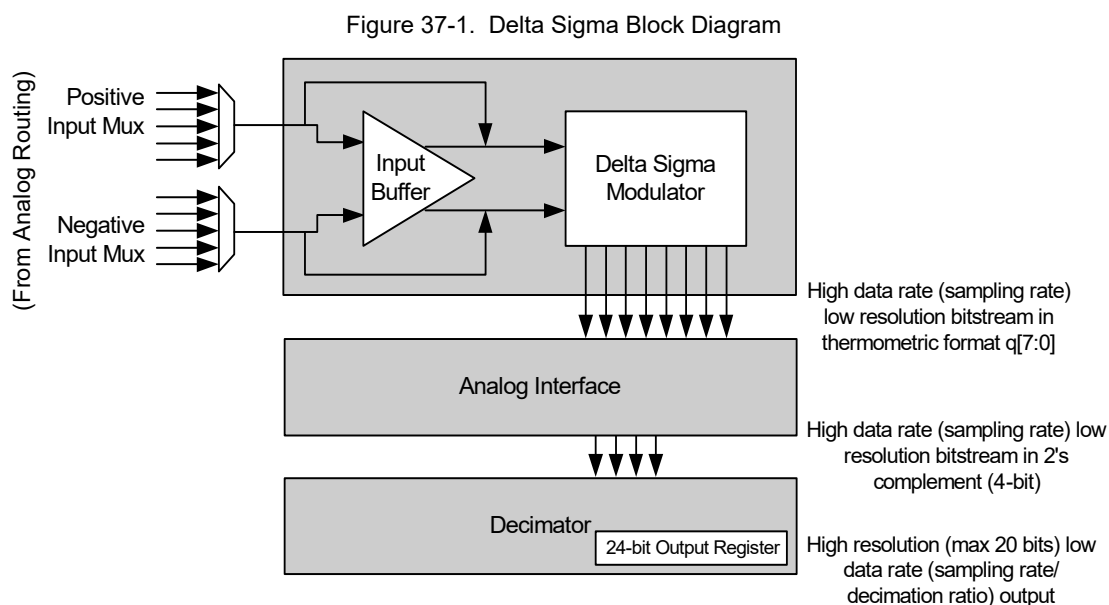 Figure 37-1. Delta Sigma Block Diagram
(From Analog Routing)
Positive
Input Mux
Negative
Input Mux
Input
Buffer
Delta Sigma
Modulator
High data rate (sampling rate)
low resolution bitstream in
thermometric format q[7:0]
Analog Interface
High data rate (sampling rate) low
resolution bitstream in 2's
complement (4-bit)
Decimator
24-bit Output Register
High resolution (max 20 bits) low
data rate (sampling rate/
decimation ratio) output